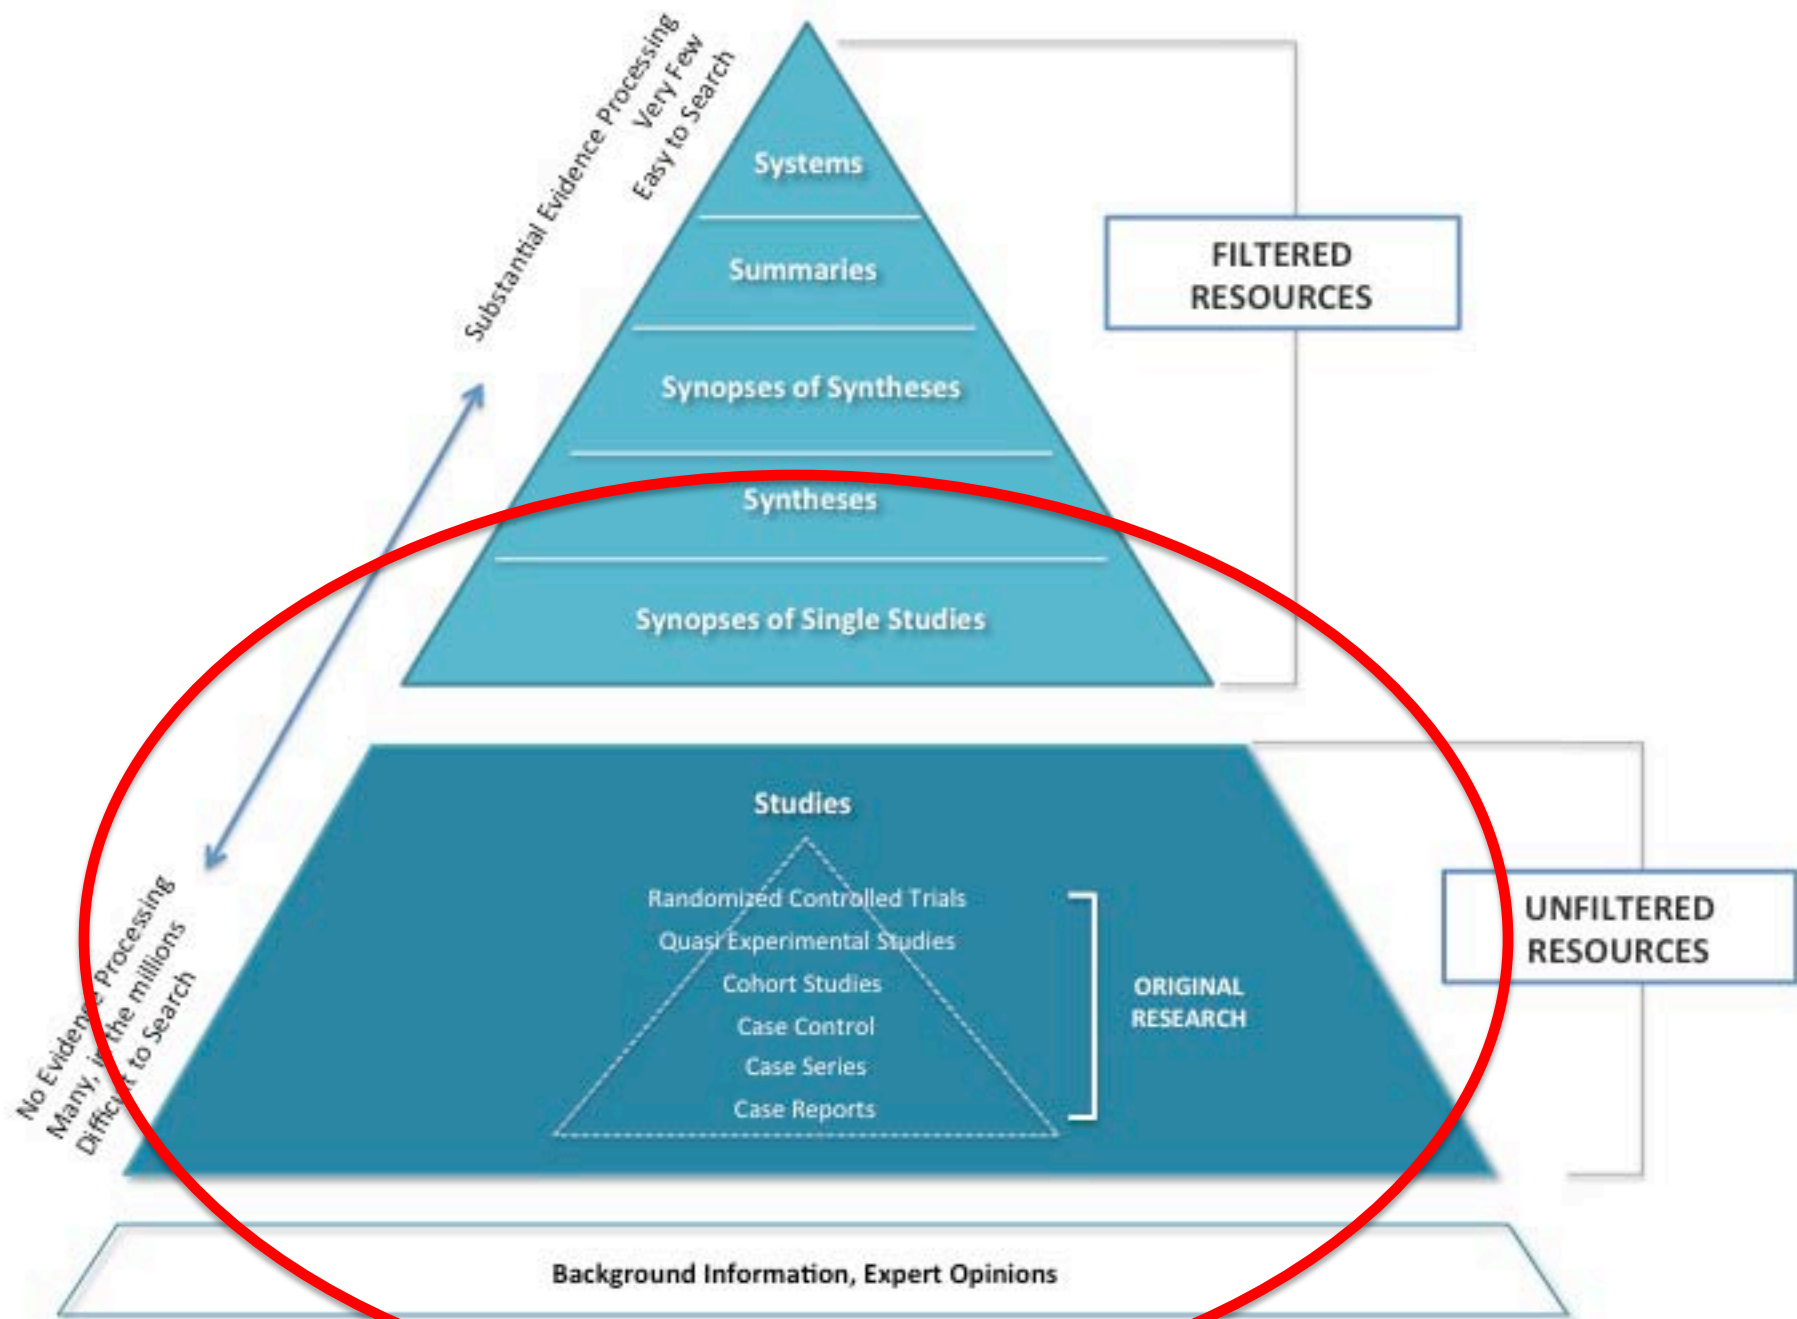 Substantial Evidence Processing
Very Few
Easy to Search
Systems
Summaries
FILTERED
RESOURCES
Synopses of Syntheses
Syntheses
Synopses of Single Studies
Studies
Randomized Controlled Trials
Quasi Experimental Studies
Cohort Studies
Case Control
Case Series
Case Reports
ORIGINAL
RESEARCH
UNFILTERED
RESOURCES
No Evidence Processing
Many, in the millions
Difficult to Search
Background Information, Expert Opinions